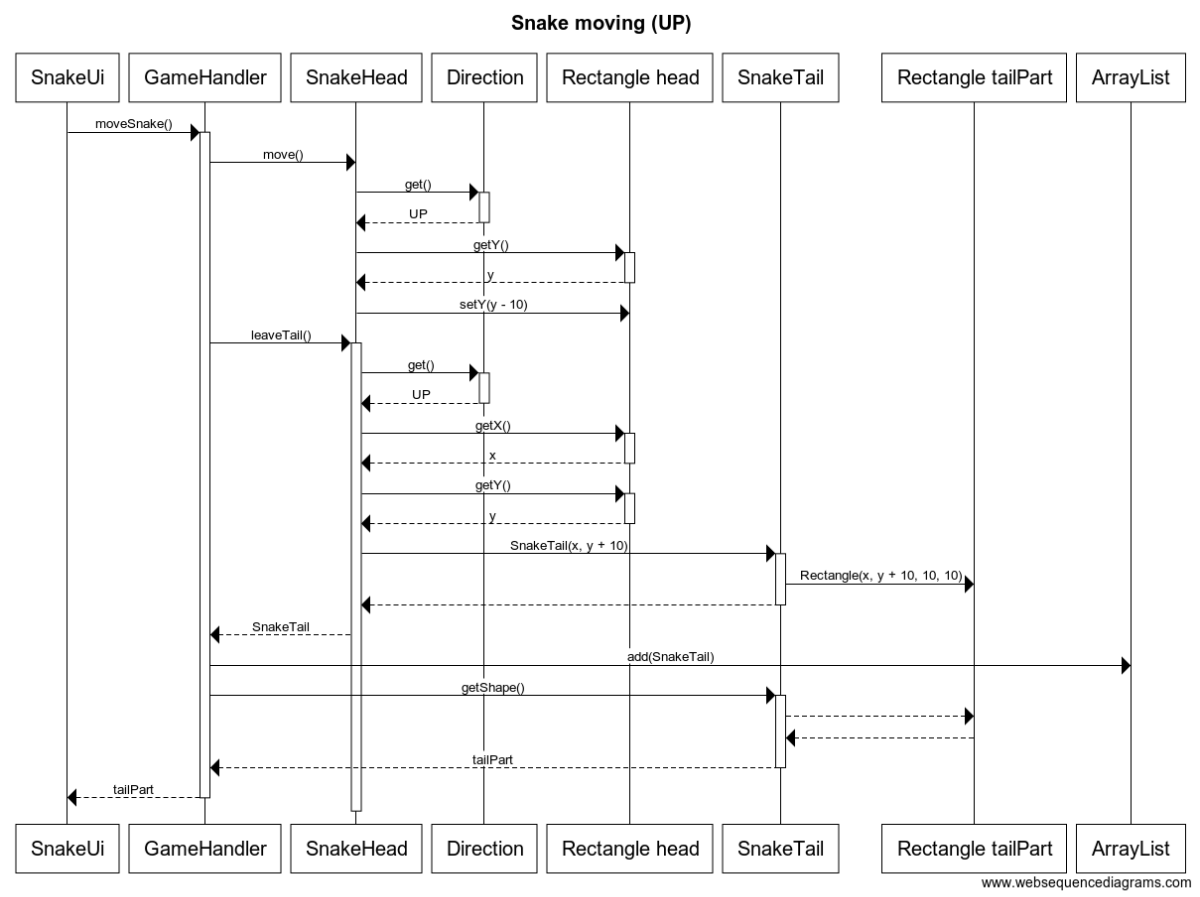 Snake moving (UP)
SnakeUi GameHandler SnakeHead Direction Rectangle head SnakeTail Rectangle tailPart ArrayList
moveSnake()
move()
get()
UP
getY()
y
setY(y - 10)
leaveTail()
get()
UP
getX()
x
getY()
y
SnakeTail(x, y + 10)
Rectangle(x, y + 10, 10, 10)
SnakeTail
add(SnakeTail)
getShape()
tailPart
tailPart
SnakeUi GameHandler SnakeHead Direction Rectangle head SnakeTail Rectangle tailPart ArrayList
www.websequencediagrams.com